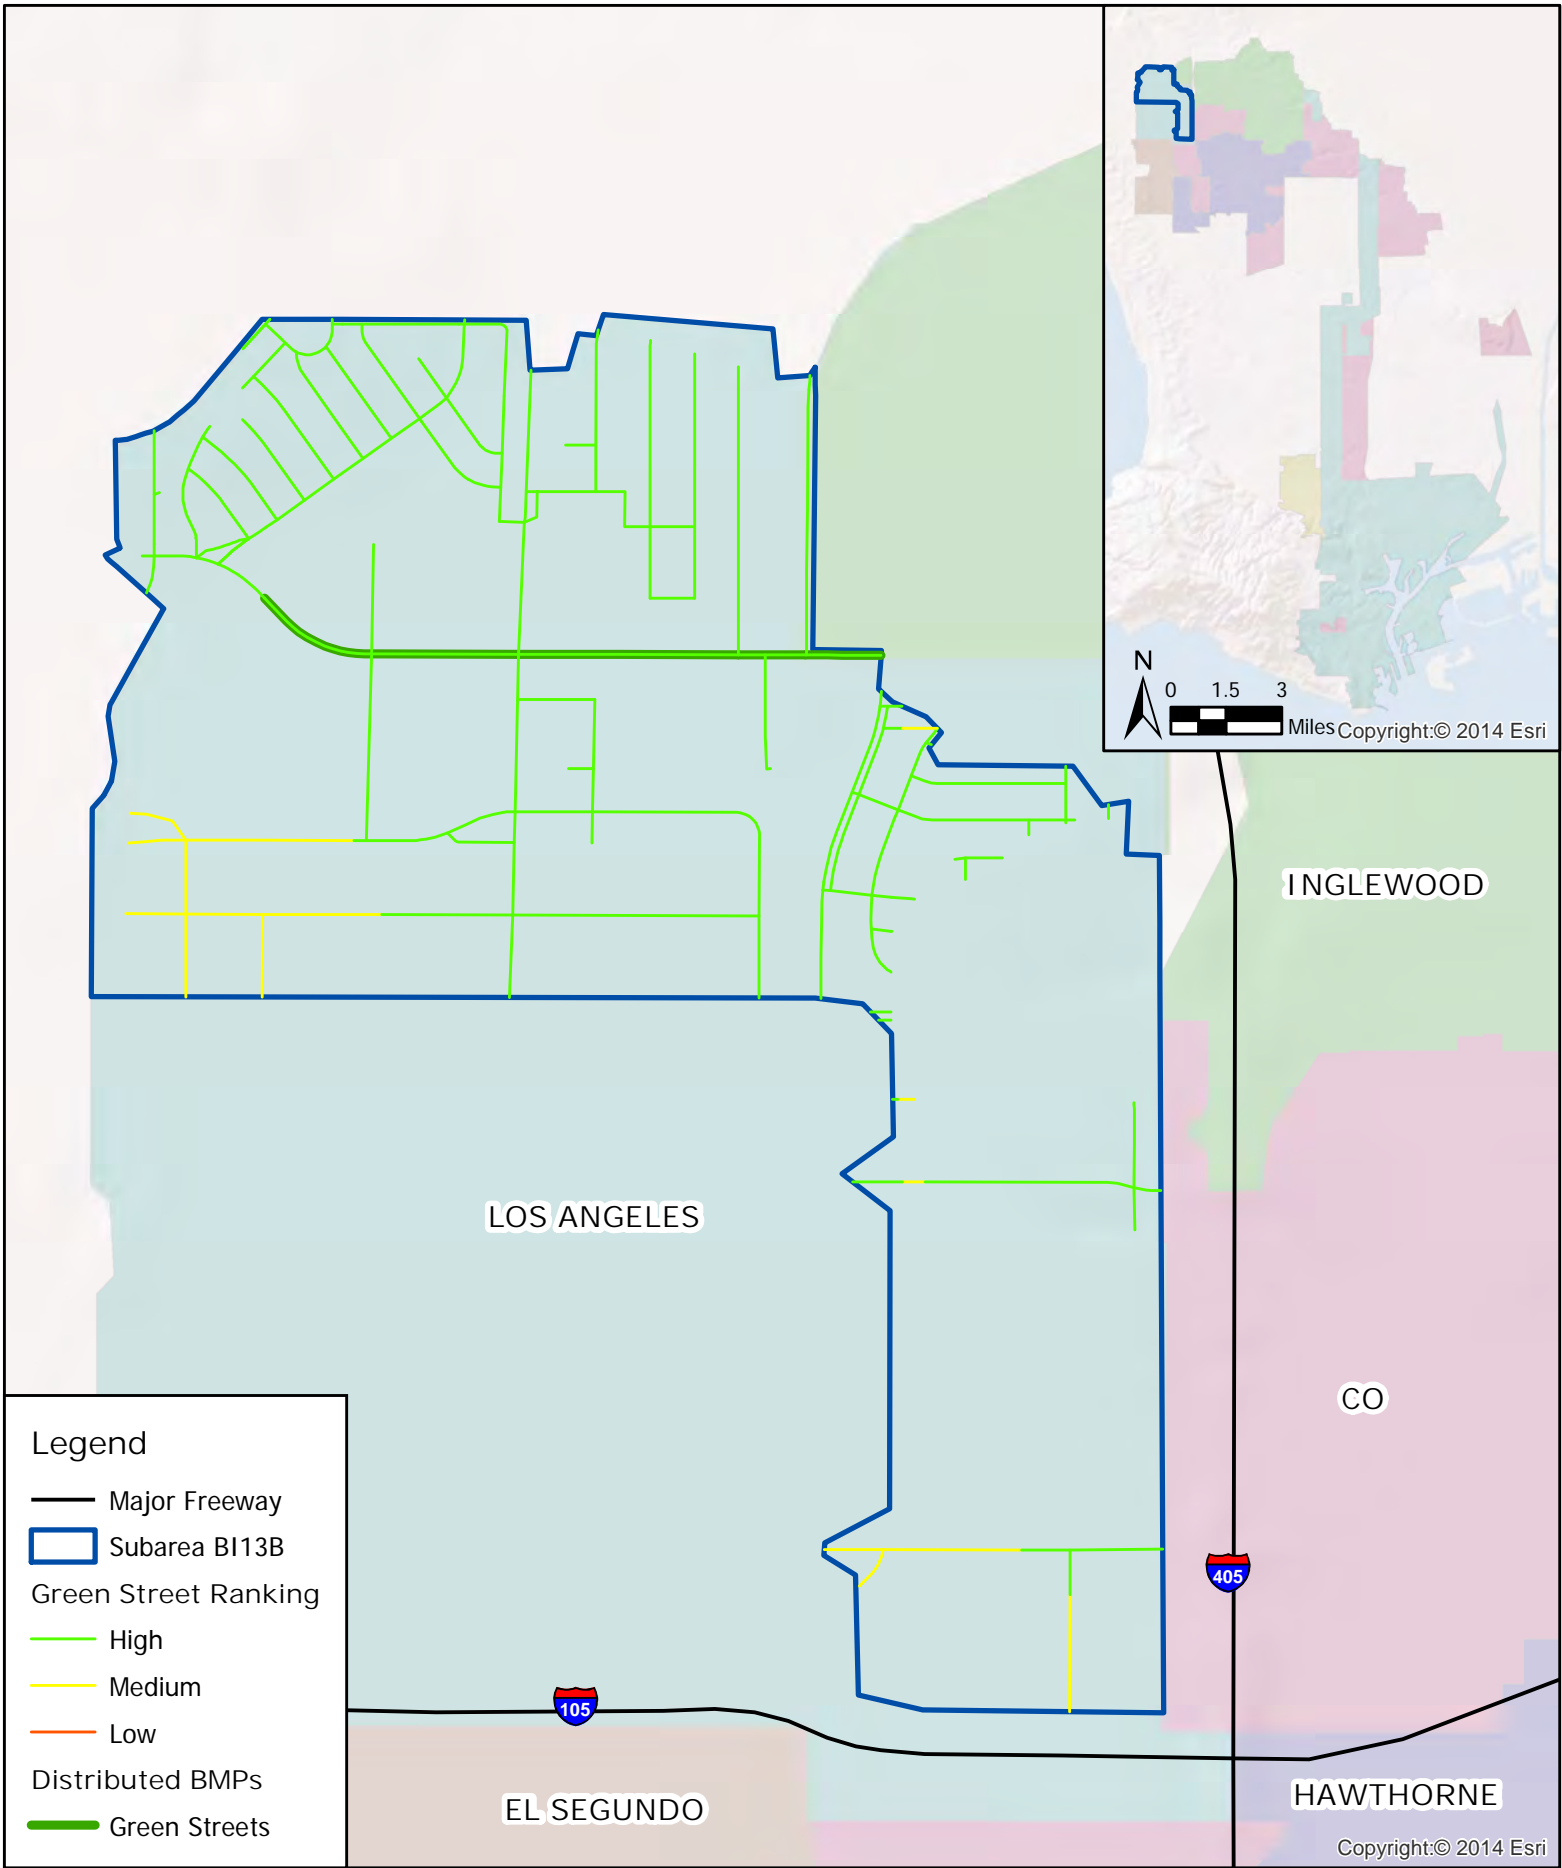 N
0 1.5 3
Miles
Copyright:© 2014 Esri
INGLEWOOD
LOS ANGELES
CO
405
105
EL SEGUNDO
HAWTHORNE
Copyright:© 2014 Esri
Legend
Major Freeway
Subarea BI13B
Green Street Ranking
High
Medium
Low
Distributed BMPs
Green Streets